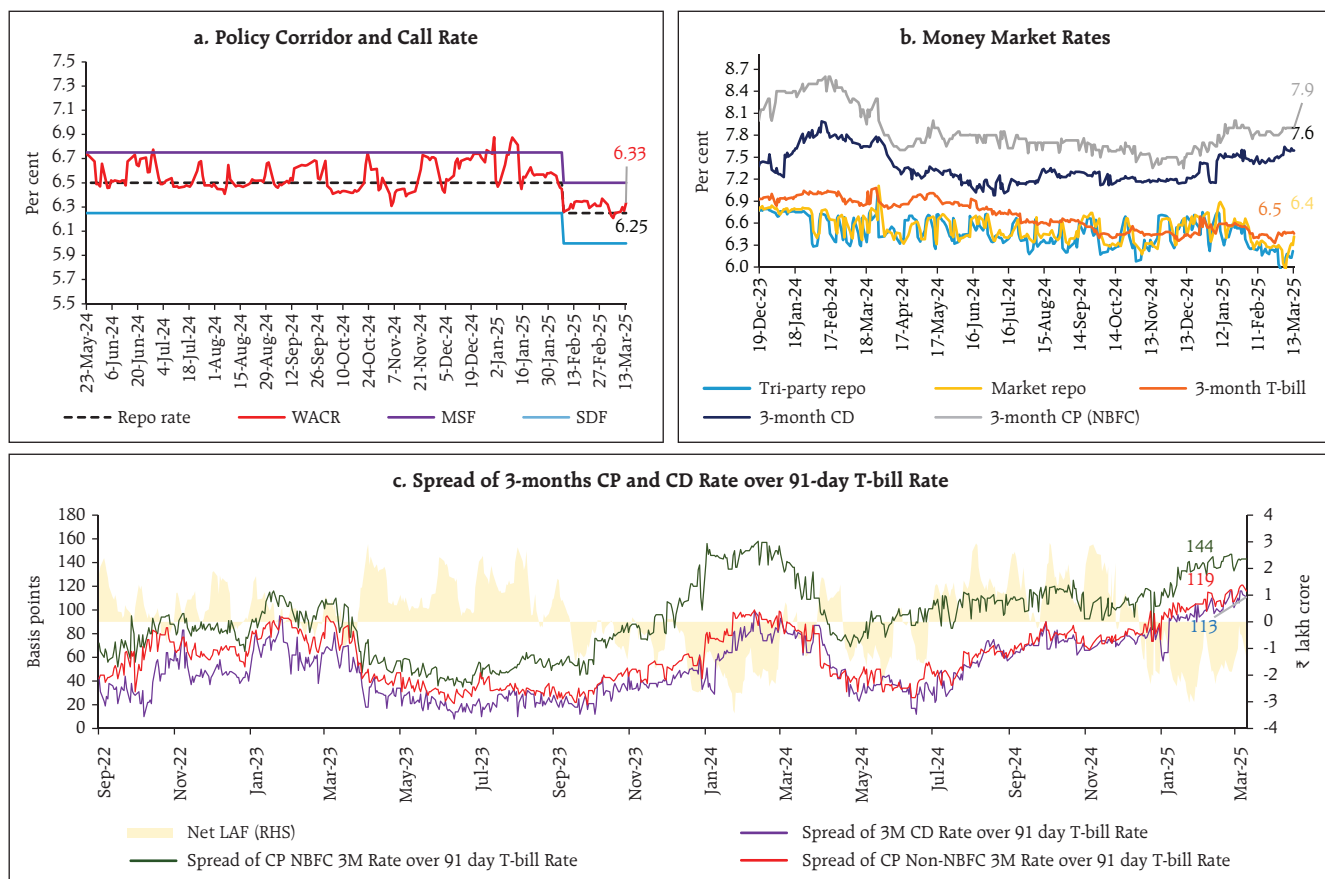 a. Policy Corridor and Call Rate
Per cent
7.5
7.3
7.1
6.9
6.7
6.5
6.3
6.1
5.9
5.7
5.5
6.33
6.25
23-May-24
6-Jun-24
20-Jun-24
4-Jul-24
18-Jul-24
1-Aug-24
15-Aug-24
29-Aug-24
12-Sep-24
26-Sep-24
10-Oct-24
24-Oct-24
7-Nov-24
21-Nov-24
5-Dec-24
19-Dec-24
2-Jan-25
16-Jan-25
30-Jan-25
13-Feb-25
27-Feb-25
13-Mar-25
Repo rate WACR MSF SDF
b. Money Market Rates
Per cent
8.7
8.4
8.1
7.8
7.5
7.2
6.9
6.6
6.3
6.0
7.9
7.6
6.5
6.4
19-Dec-23
18-Jan-24
17-Feb-24
18-Mar-24
17-Apr-24
17-May-24
16-Jun-24
16-Jul-24
15-Aug-24
14-Sep-24
14-Oct-24
13-Nov-24
13-Dec-24
12-Jan-25
11-Feb-25
13-Mar-25
Tri-party repo Market repo 3-month T-bill
3-month CD 3-month CP (NBFC)
c. Spread of 3-months CP and CD Rate over 91-day T-bill Rate
Basis points
180
160
140
120
100
80
60
40
20
0
144
119
113
4
3
2
1
0
-1
-2
-3
-4
₹ lakh crore
Sep-22
Nov-22
Jan-23
Mar-23
May-23
Jul-23
Sep-23
Nov-23
Jan-24
Mar-24
May-24
Jul-24
Sep-24
Nov-24
Jan-25
Mar-25
Net LAF (RHS) Spread of 3M CD Rate over 91 day T-bill Rate
Spread of CP NBFC 3M Rate over 91 day T-bill Rate Spread of CP Non-NBFC 3M Rate over 91 day T-bill Rate